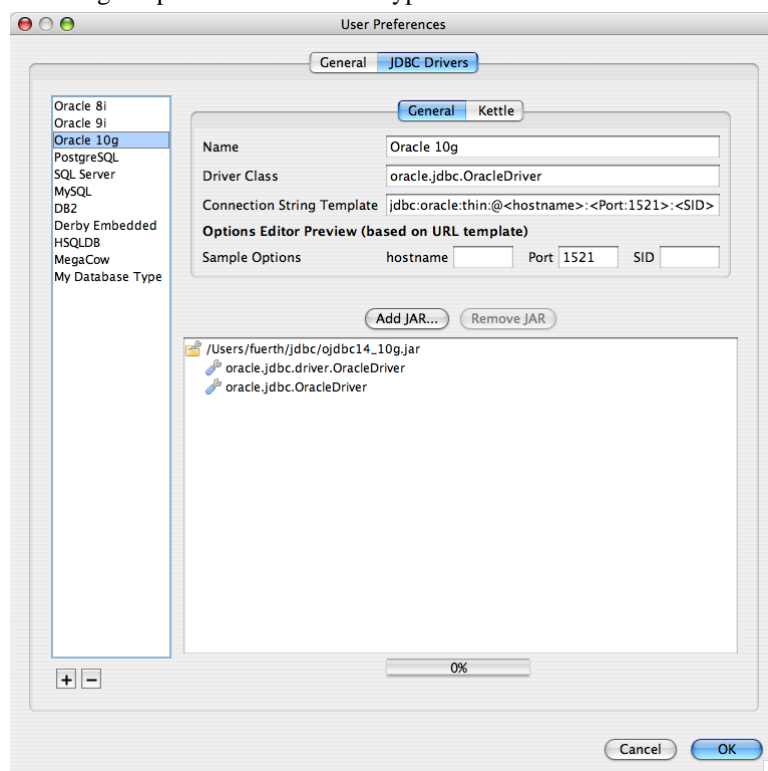 User Preferences
General JDBC Drivers
Oracle 8i
Oracle 9i
Oracle 10g
PostgreSQL
SQL Server
MySQL
DB2
Derby Embedded
HSQLDB
MegaCow
My Database Type
General Kettle
Name Oracle 10g
Driver Class oracle.jdbc.OracleDriver
Connection String Template jdbc:oracle:thin:@<hostname>:<Port:1521>:<SID>
Options Editor Preview (based on URL template)
Sample Options hostname Port 1521 SID
Add JAR... Remove JAR
/Users/fuerth/jdbc/ojdbc14_10g.jar
oracle.jdbc.driver.OracleDriver
oracle.jdbc.OracleDriver
0%
+ −
Cancel OK